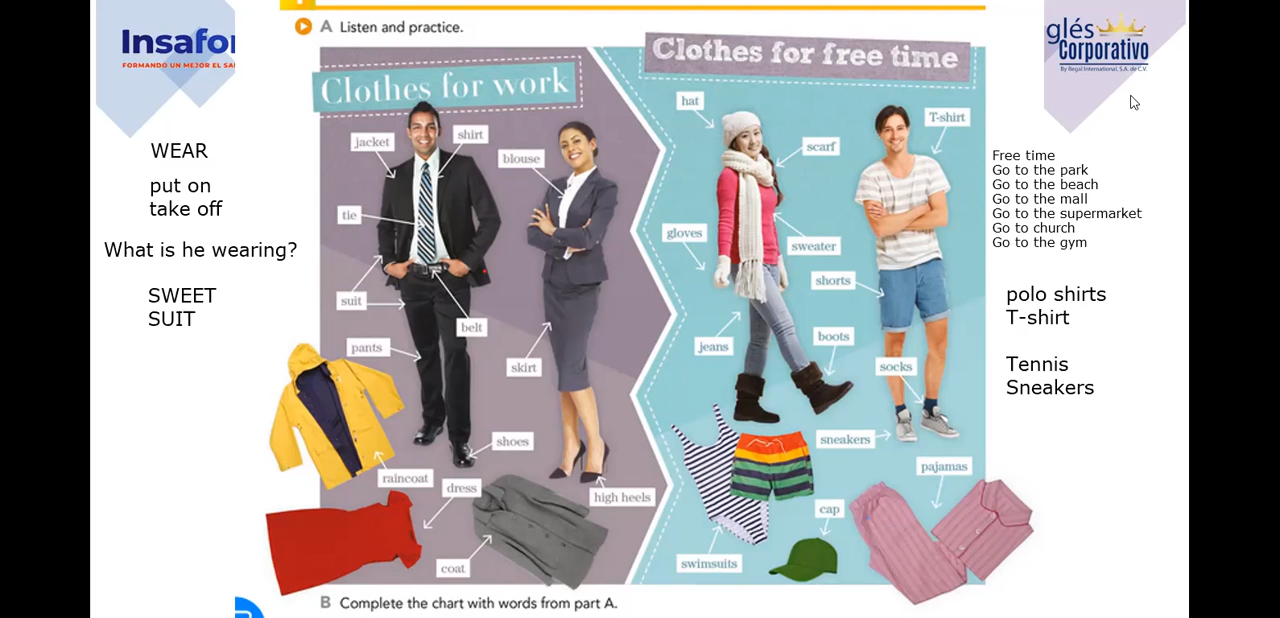 Insafo
FORMANDO UN MEJOR EL SA
glés
Corporativo
By Regal International, S.A. de C.V.
A Listen and practice.
WEAR
put on
take off
What is he wearing?
SWEET
SUIT
Clothes for work
jacket
shirt
blouse
tie
suit
belt
pants
skirt
shoes
raincoat
dress
high heels
coat
Clothes for free time
hat
T-shirt
scarf
gloves
sweater
shorts
jeans
boots
socks
sneakers
pajamas
cap
swimsuits
Free time
Go to the park
Go to the beach
Go to the mall
Go to the supermarket
Go to church
Go to the gym
polo shirts
T-shirt
Tennis
Sneakers
B Complete the chart with words from part A.